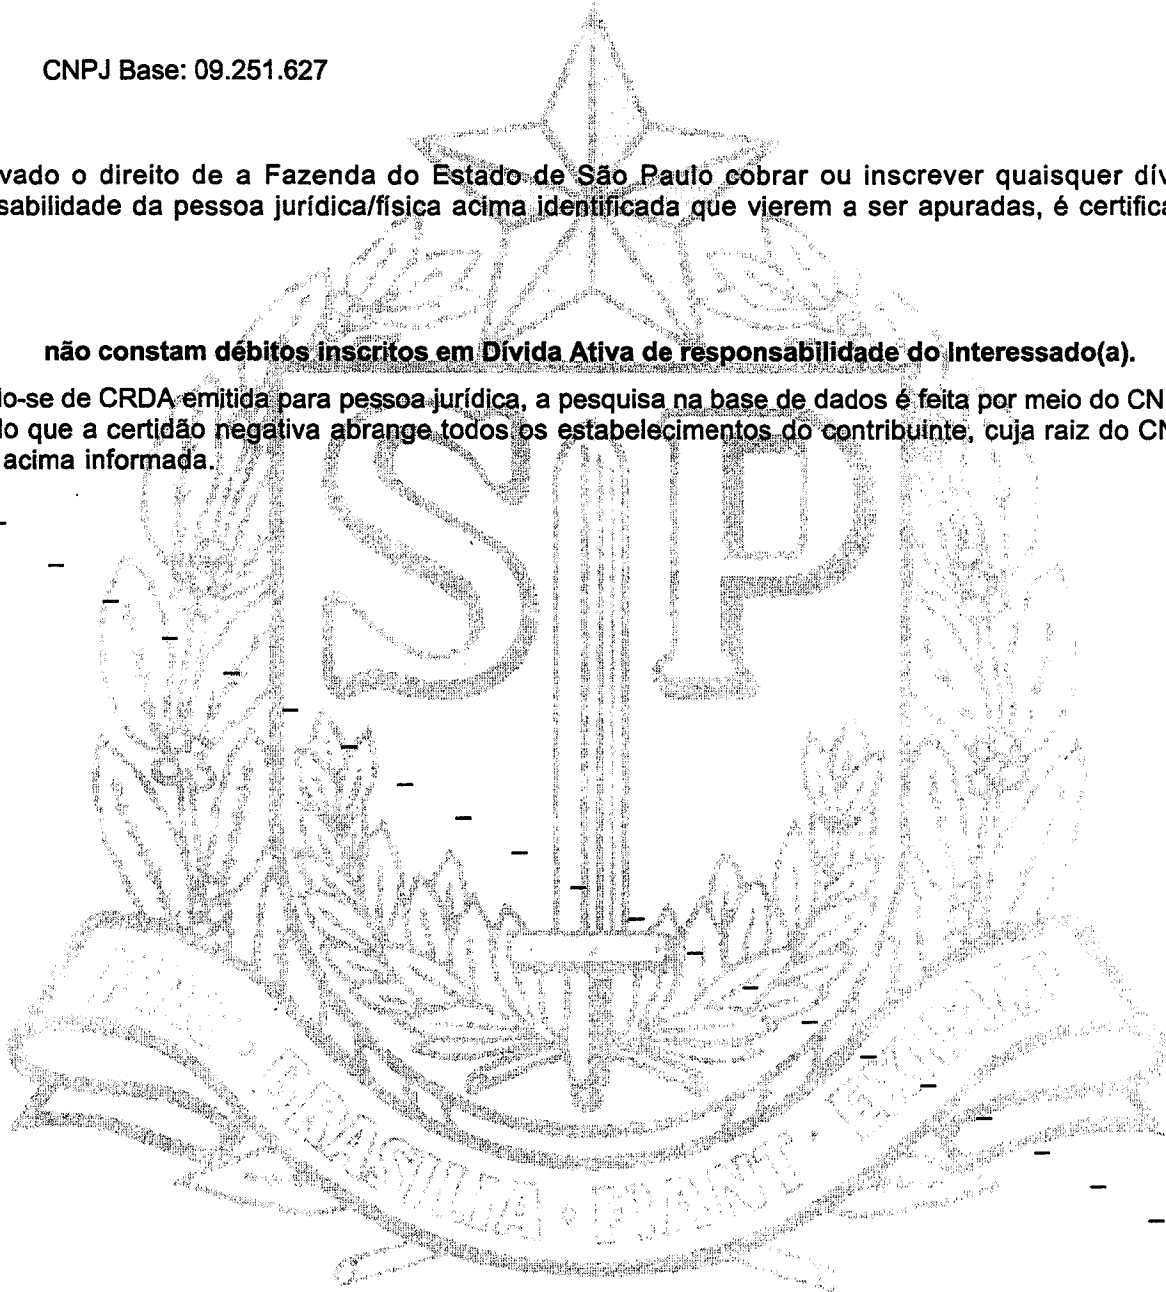 CNPJ Base: 09.251.627
vado o direito de a Fazenda do Estado de São Paulo cobrar ou inscrever quaisquer dív
sabilidade da pessoa jurídica/física acima identificada que vierem a ser apuradas, é certifica
não constam débitos inscritos em Dívida Ativa de responsabilidade do Interessado(a).
lo-se de CRDA emitida para pessoa jurídica, a pesquisa na base de dados é feita por meio do CN
lo que a certidão negativa abrange todos os estabelecimentos do contribuinte, cuja raiz do CN
acima informada.
SP
BRASILIA · FIANT · EXIMIA